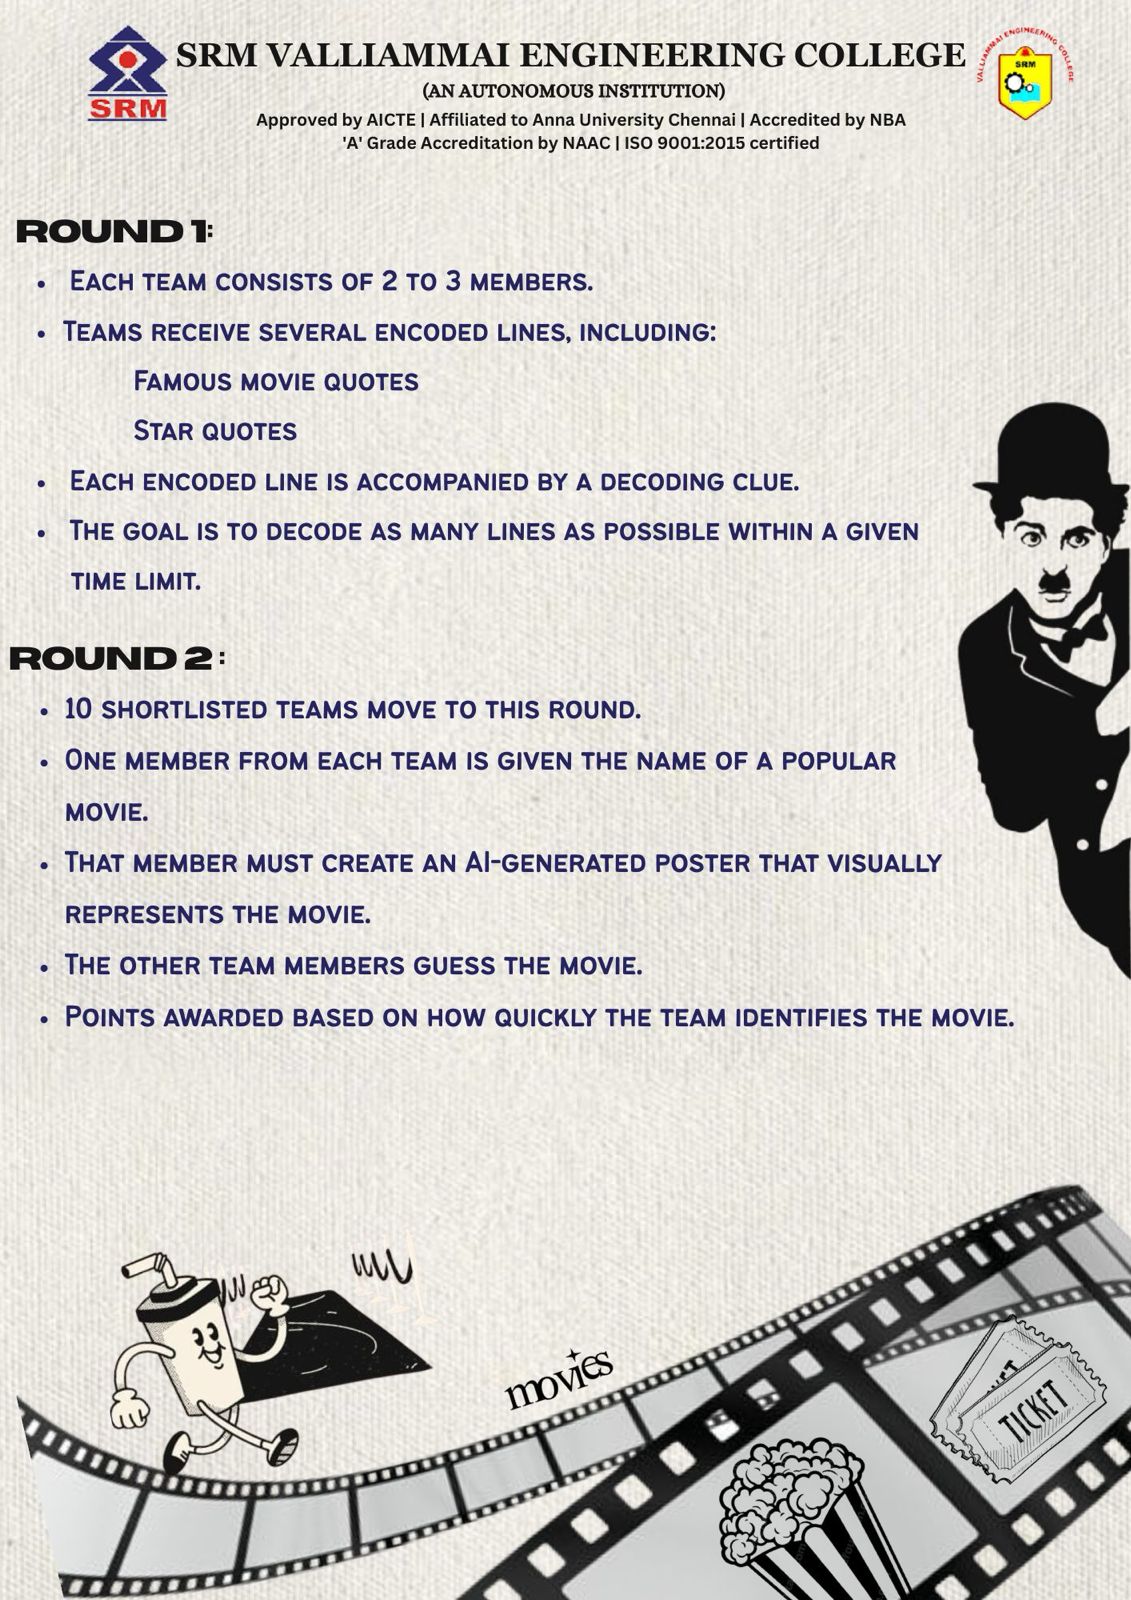 SRM VALLIAMMAI ENGINEERING COLLEGE
(AN AUTONOMOUS INSTITUTION)
Approved by AICTE | Affiliated to Anna University Chennai | Accredited by NBA
'A' Grade Accreditation by NAAC | ISO 9001:2015 certified
SRM
VALLIAMMAI ENGINEERING COLLEGE
SRM
ROUND 1:
• EACH TEAM CONSISTS OF 2 TO 3 MEMBERS.
• TEAMS RECEIVE SEVERAL ENCODED LINES, INCLUDING:
FAMOUS MOVIE QUOTES
STAR QUOTES
• EACH ENCODED LINE IS ACCOMPANIED BY A DECODING CLUE.
• THE GOAL IS TO DECODE AS MANY LINES AS POSSIBLE WITHIN A GIVEN
TIME LIMIT.
ROUND 2 :
• 10 SHORTLISTED TEAMS MOVE TO THIS ROUND.
• ONE MEMBER FROM EACH TEAM IS GIVEN THE NAME OF A POPULAR
MOVIE.
• THAT MEMBER MUST CREATE AN AI-GENERATED POSTER THAT VISUALLY
REPRESENTS THE MOVIE.
• THE OTHER TEAM MEMBERS GUESS THE MOVIE.
• POINTS AWARDED BASED ON HOW QUICKLY THE TEAM IDENTIFIES THE MOVIE.
movies
TICKET